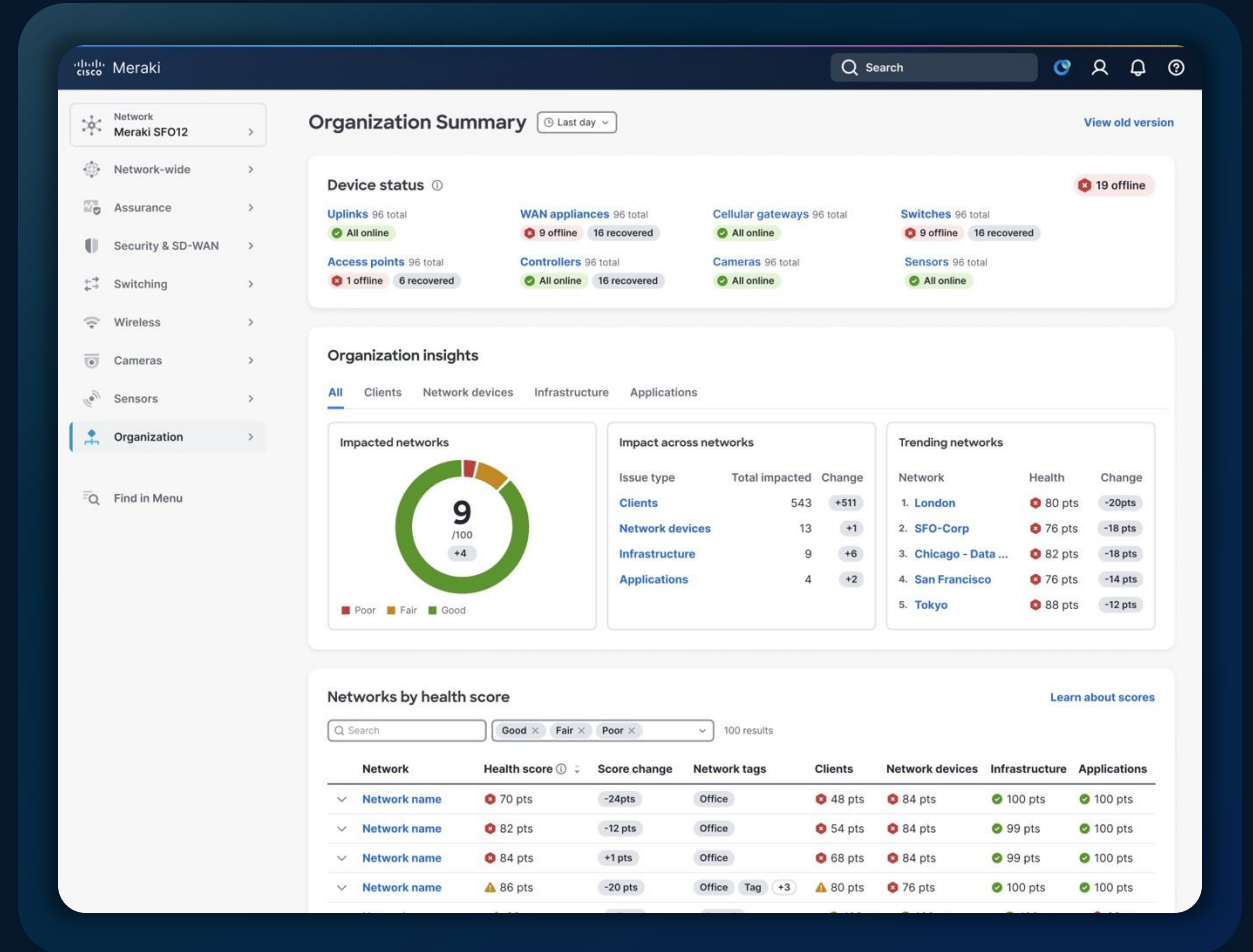 CISCO Meraki Search
Network
Meraki SFO12
Network-wide
Assurance
Security & SD-WAN
Switching
Wireless
Cameras
Sensors
Organization
Find in Menu
Organization Summary Last day View old version
Device status 19 offline
Uplinks 96 total WAN appliances 96 total Cellular gateways 96 total Switches 96 total
All online 9 offline 16 recovered All online 9 offline 16 recovered
Access points 96 total Controllers 96 total Cameras 96 total Sensors 96 total
1 offline 6 recovered All online 16 recovered All online All online
Organization insights
All Clients Network devices Infrastructure Applications
Impacted networks
9
/100
+4
Poor Fair Good
Impact across networks
Issue type Total impacted Change
Clients 543 +511
Network devices 13 +1
Infrastructure 9 +6
Applications 4 +2
Trending networks
Network Health Change
1. London 80 pts -20pts
2. SFO-Corp 76 pts -18 pts
3. Chicago - Data ... 82 pts -18 pts
4. San Francisco 76 pts -14 pts
5. Tokyo 88 pts -12 pts
Networks by health score Learn about scores
Search Good Fair Poor 100 results
Network Health score Score change Network tags Clients Network devices Infrastructure Applications
Network name 70 pts -24pts Office 48 pts 84 pts 100 pts 100 pts
Network name 82 pts -12 pts Office 54 pts 84 pts 99 pts 100 pts
Network name 84 pts +1 pts Office 68 pts 84 pts 99 pts 100 pts
Network name 86 pts -20 pts Office Tag +3 80 pts 76 pts 100 pts 100 pts